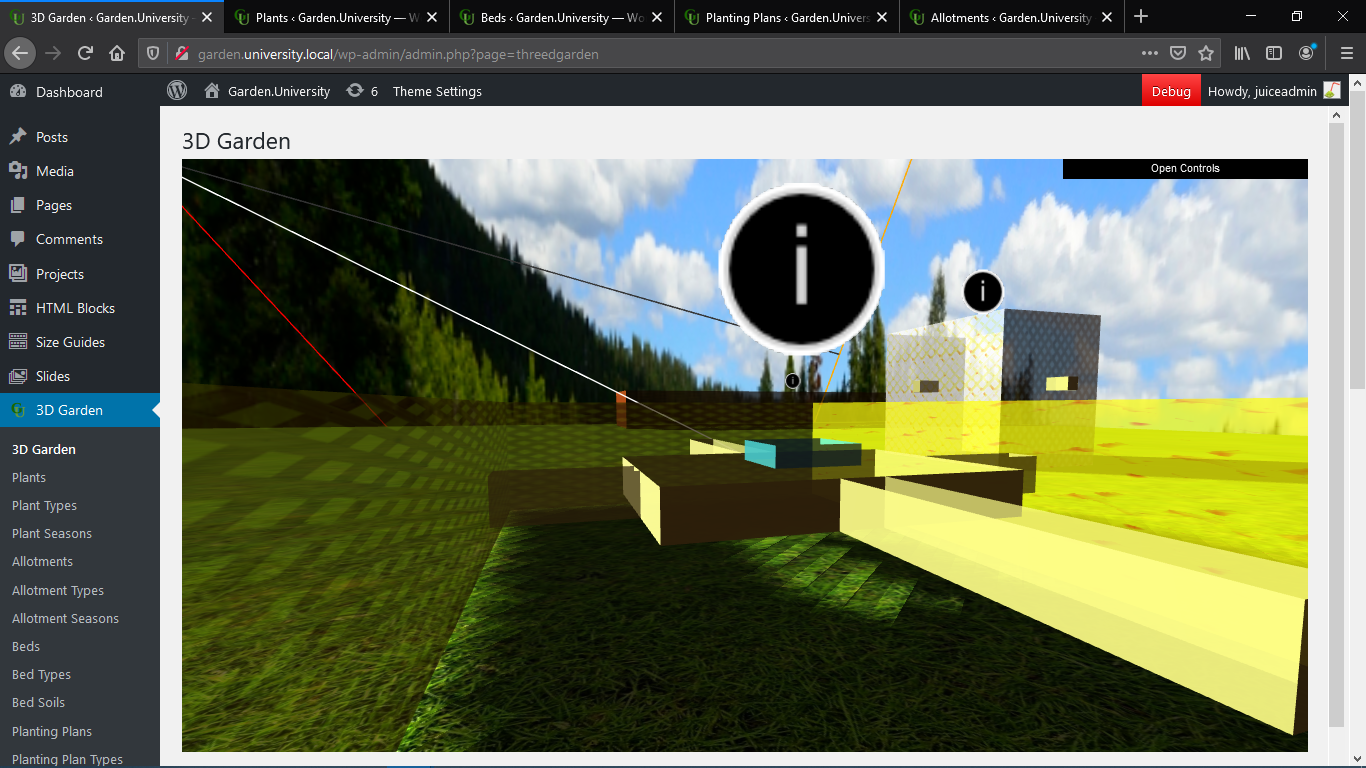 3D Garden ‹ Garden.University —
Plants ‹ Garden.University — W
Beds ‹ Garden.University — Wo
Planting Plans ‹ Garden.Univers
Allotments ‹ Garden.University
garden.university.local/wp-admin/admin.php?page=threedgarden
Garden.University
6
Theme Settings
Debug
Howdy, juiceadmin
Dashboard
Posts
Media
Pages
Comments
Projects
HTML Blocks
Size Guides
Slides
3D Garden
3D Garden
Plants
Plant Types
Plant Seasons
Allotments
Allotment Types
Allotment Seasons
Beds
Bed Types
Bed Soils
Planting Plans
Planting Plan Types
3D Garden
Open Controls
i
i
i